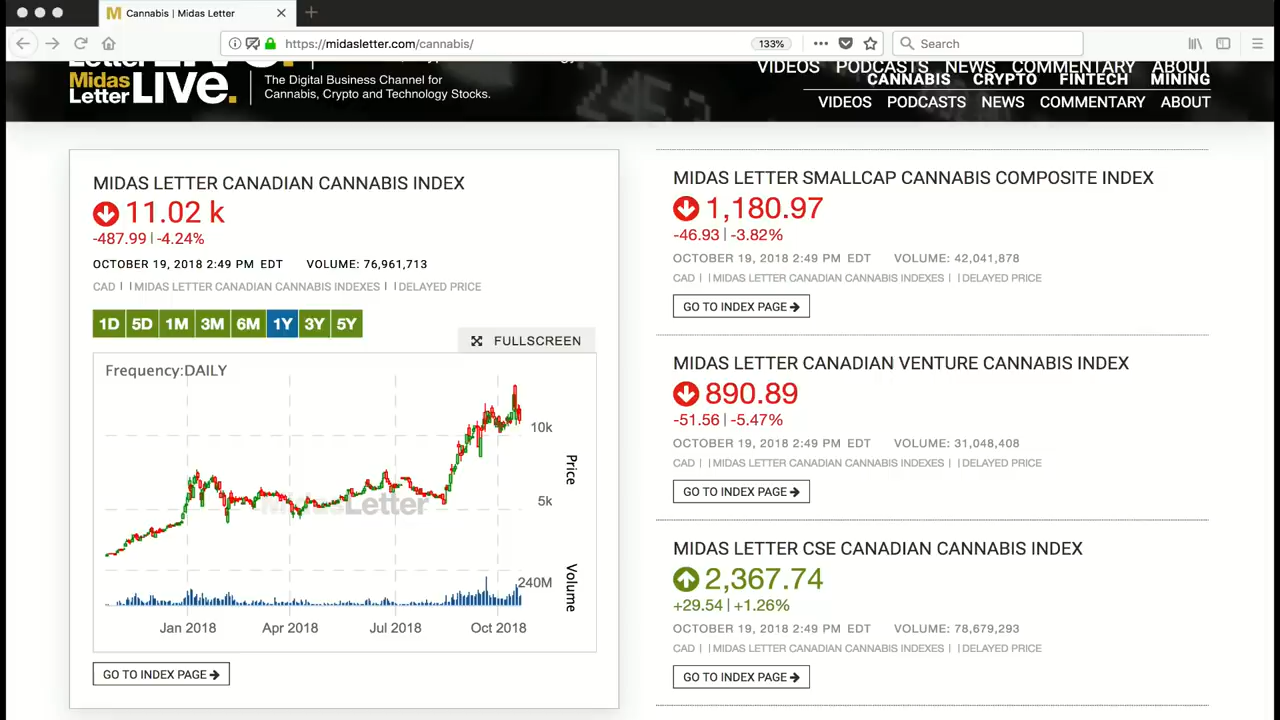 Cannabis | Midas Letter
https://midasletter.com/cannabis/
133%
Search
Letter LIVE.
VIDEOS PODCASTS NEWS COMMENTARY ABOUT
Midas
Letter LIVE.
The Digital Business Channel for
Cannabis, Crypto and Technology Stocks.
CANNABIS CRYPTO FINTECH MINING
VIDEOS PODCASTS NEWS COMMENTARY ABOUT
MIDAS LETTER CANADIAN CANNABIS INDEX
11.02 k
-487.99 | -4.24%
OCTOBER 19, 2018 2:49 PM EDT VOLUME: 76,961,713
CAD | | MIDAS LETTER CANADIAN CANNABIS INDEXES | | DELAYED PRICE
1D 5D 1M 3M 6M 1Y 3Y 5Y
FULLSCREEN
Frequency:DAILY
10k
Price
5k
MidasLetter
240M
Volume
Jan 2018 Apr 2018 Jul 2018 Oct 2018
GO TO INDEX PAGE
MIDAS LETTER SMALLCAP CANNABIS COMPOSITE INDEX
1,180.97
-46.93 | -3.82%
OCTOBER 19, 2018 2:49 PM EDT VOLUME: 42,041,878
CAD | | MIDAS LETTER CANADIAN CANNABIS INDEXES | | DELAYED PRICE
GO TO INDEX PAGE
MIDAS LETTER CANADIAN VENTURE CANNABIS INDEX
890.89
-51.56 | -5.47%
OCTOBER 19, 2018 2:49 PM EDT VOLUME: 31,048,408
CAD | | MIDAS LETTER CANADIAN CANNABIS INDEXES | | DELAYED PRICE
GO TO INDEX PAGE
MIDAS LETTER CSE CANADIAN CANNABIS INDEX
2,367.74
+29.54 | +1.26%
OCTOBER 19, 2018 2:49 PM EDT VOLUME: 78,679,293
CAD | | MIDAS LETTER CANADIAN CANNABIS INDEXES | | DELAYED PRICE
GO TO INDEX PAGE